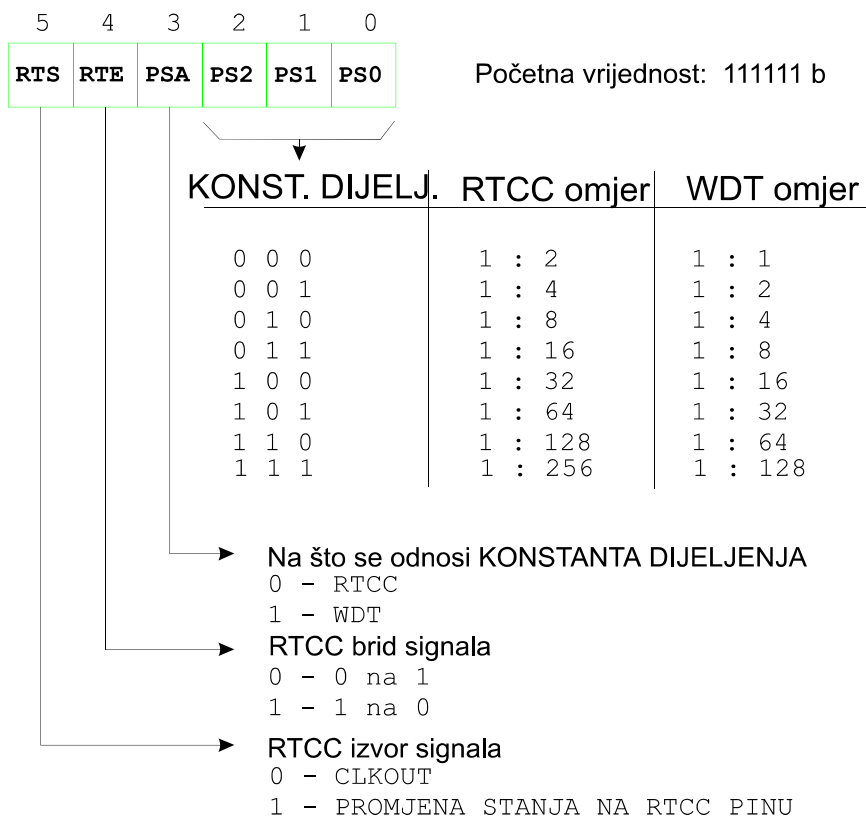 5 4 3 2 1 0
RTS RTE PSA PS2 PS1 PS0 Početna vrijednost: 111111 b
KONST. DIJELJ. RTCC omjer WDT omjer
0 0 0 1 : 2 1 : 1
0 0 1 1 : 4 1 : 2
0 1 0 1 : 8 1 : 4
0 1 1 1 : 16 1 : 8
1 0 0 1 : 32 1 : 16
1 0 1 1 : 64 1 : 32
1 1 0 1 : 128 1 : 64
1 1 1 1 : 256 1 : 128
Na što se odnosi KONSTANTA DIJELJENJA
0 - RTCC
1 - WDT
RTCC brid signala
0 - 0 na 1
1 - 1 na 0
RTCC izvor signala
0 - CLKOUT
1 - PROMJENA STANJA NA RTCC PINU